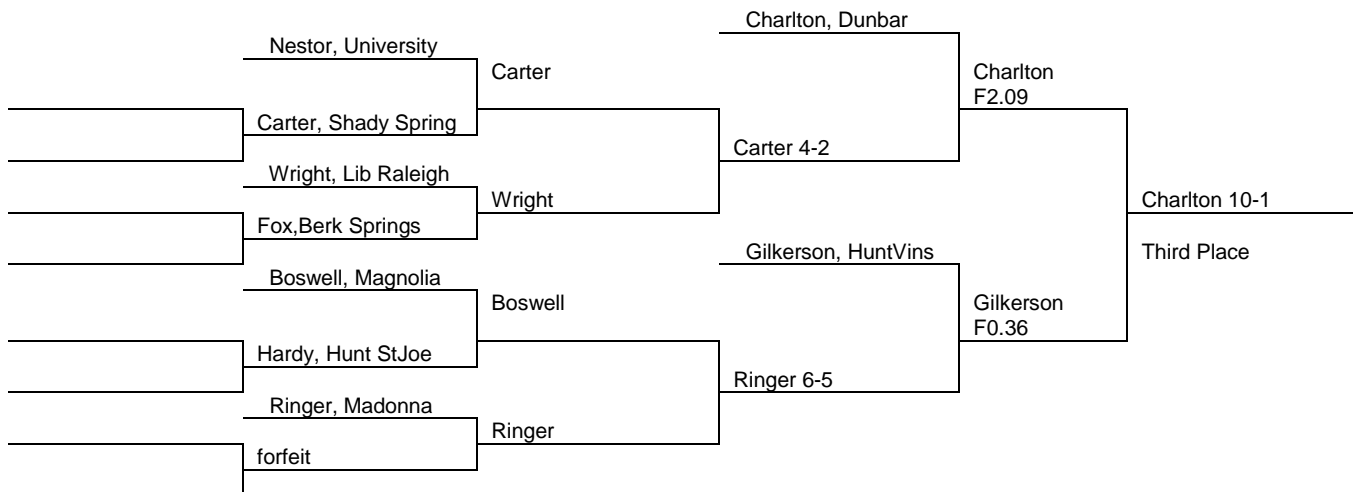 Charlton, Dunbar
Nestor, University
Carter
Charlton
F2.09
Carter, Shady Spring
Carter 4-2
Wright, Lib Raleigh
Wright
Charlton 10-1
Fox,Berk Springs
Gilkerson, HuntVins
Third Place
Boswell, Magnolia
Boswell
Gilkerson
F0.36
Hardy, Hunt StJoe
Ringer 6-5
Ringer, Madonna
Ringer
forfeit